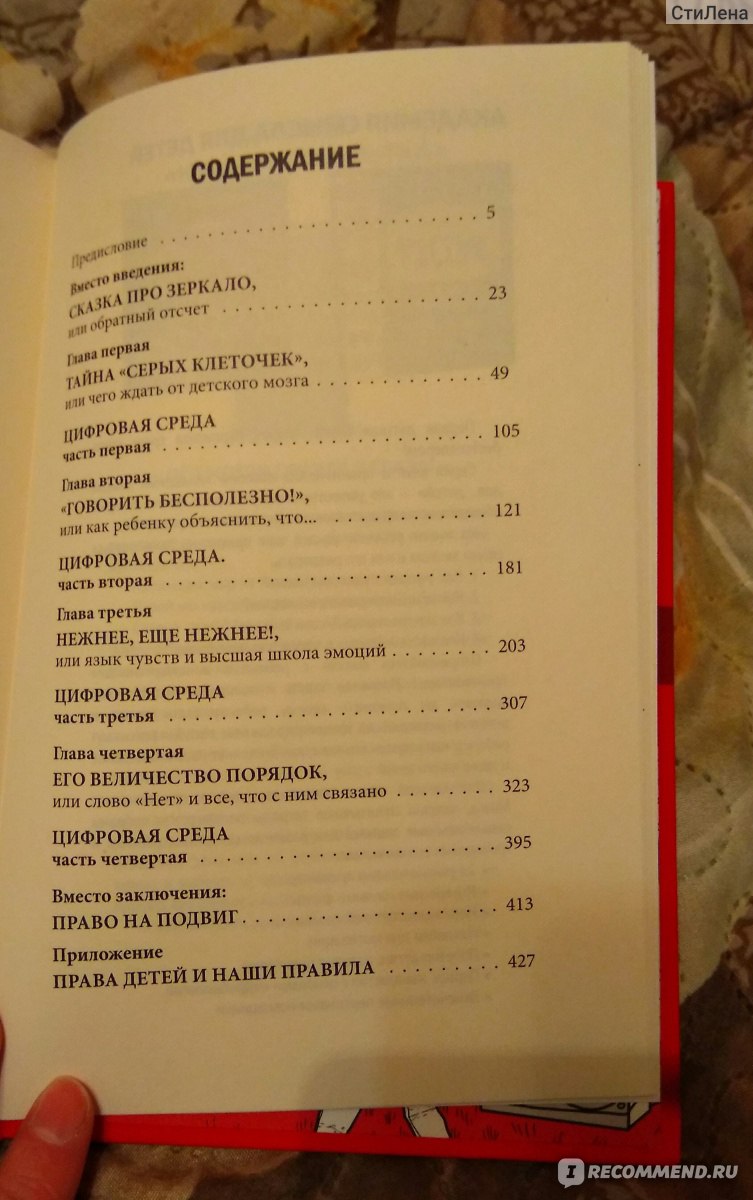 СтиЛена
СОДЕРЖАНИЕ
Предисловие . . . . . . . . . . . . . . . . . . . . . . . . . . . . 5
Вместо введения:
СКАЗКА ПРО ЗЕРКАЛО,
или обратный отсчет . . . . . . . . . . . . . . . . . . . . . . . 23
Глава первая
ТАЙНА «СЕРЫХ КЛЕТОЧЕК»,
или чего ждать от детского мозга . . . . . . . . . . . . . . . 49
ЦИФРОВАЯ СРЕДА
часть первая . . . . . . . . . . . . . . . . . . . . . . . . . . . . 105
Глава вторая
«ГОВОРИТЬ БЕСПОЛЕЗНО!»,
или как ребенку объяснить, что... . . . . . . . . . . . . . . 121
ЦИФРОВАЯ СРЕДА.
часть вторая . . . . . . . . . . . . . . . . . . . . . . . . . . . . 181
Глава третья
НЕЖНЕЕ, ЕЩЕ НЕЖНЕЕ!,
или язык чувств и высшая школа эмоций . . . . . . . . 203
ЦИФРОВАЯ СРЕДА
часть третья . . . . . . . . . . . . . . . . . . . . . . . . . . . . 307
Глава четвертая
ЕГО ВЕЛИЧЕСТВО ПОРЯДОК,
или слово «Нет» и все, что с ним связано . . . . . . . . 323
ЦИФРОВАЯ СРЕДА
часть четвертая . . . . . . . . . . . . . . . . . . . . . . . . . 395
Вместо заключения:
ПРАВО НА ПОДВИГ. . . . . . . . . . . . . . . . . . . . . . 413
Приложение
ПРАВА ДЕТЕЙ И НАШИ ПРАВИЛА . . . . . . . . . 427
I RECOMMEND.RU